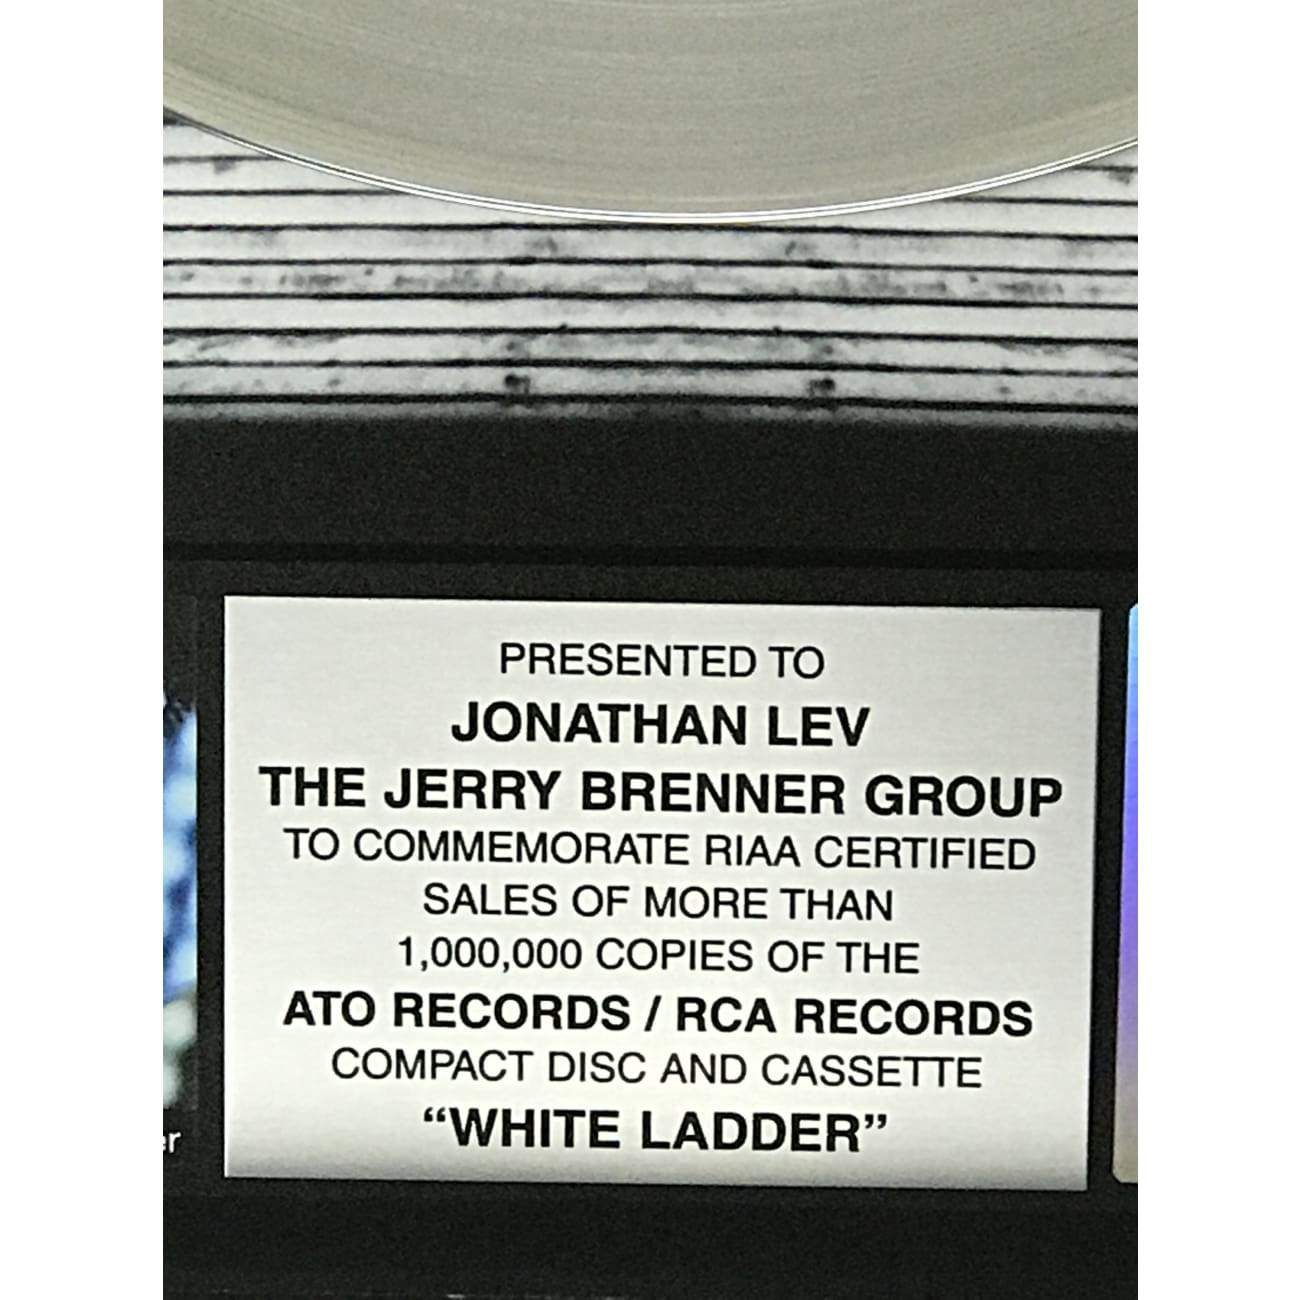 PRESENTED TO
JONATHAN LEV
THE JERRY BRENNER GROUP
TO COMMEMORATE RIAA CERTIFIED
SALES OF MORE THAN
1,000,000 COPIES OF THE
ATO RECORDS / RCA RECORDS
COMPACT DISC AND CASSETTE
“WHITE LADDER”